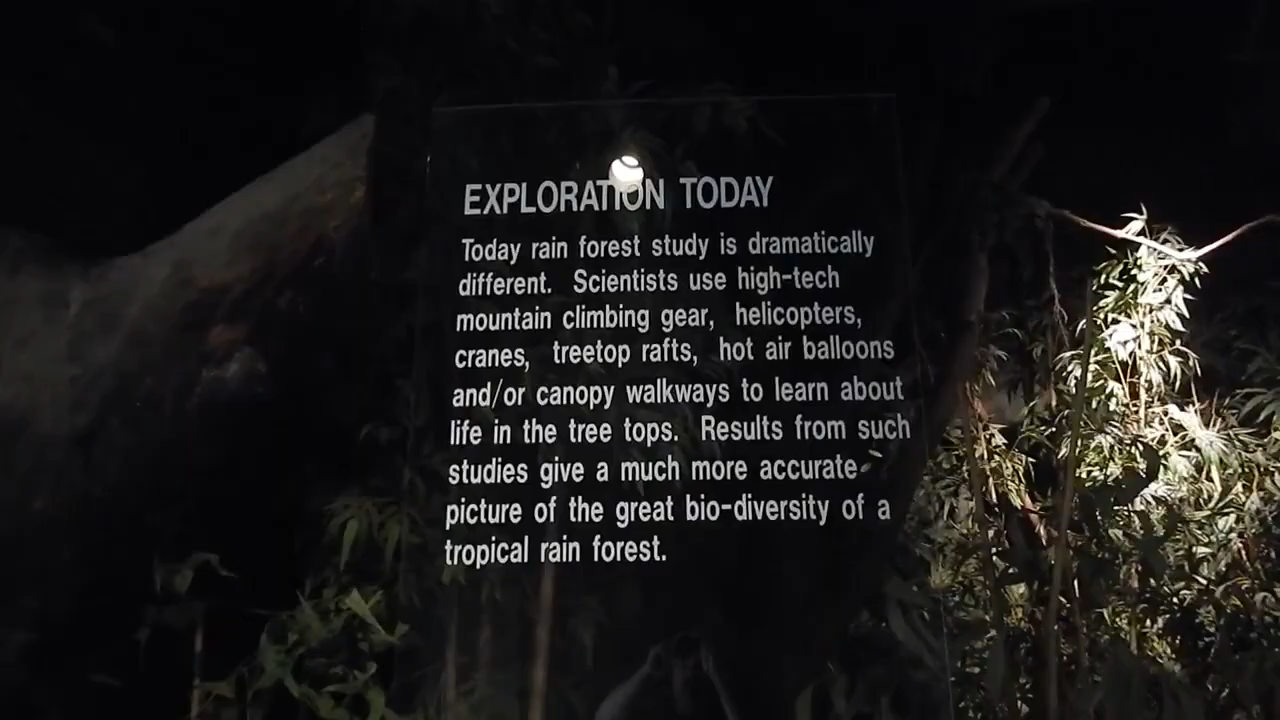 EXPLORATION TODAY
Today rain forest study is dramatically
different. Scientists use high-tech
mountain climbing gear, helicopters,
cranes, treetop rafts, hot air balloons
and/or canopy walkways to learn about
life in the tree tops. Results from such
studies give a much more accurate
picture of the great bio-diversity of a
tropical rain forest.